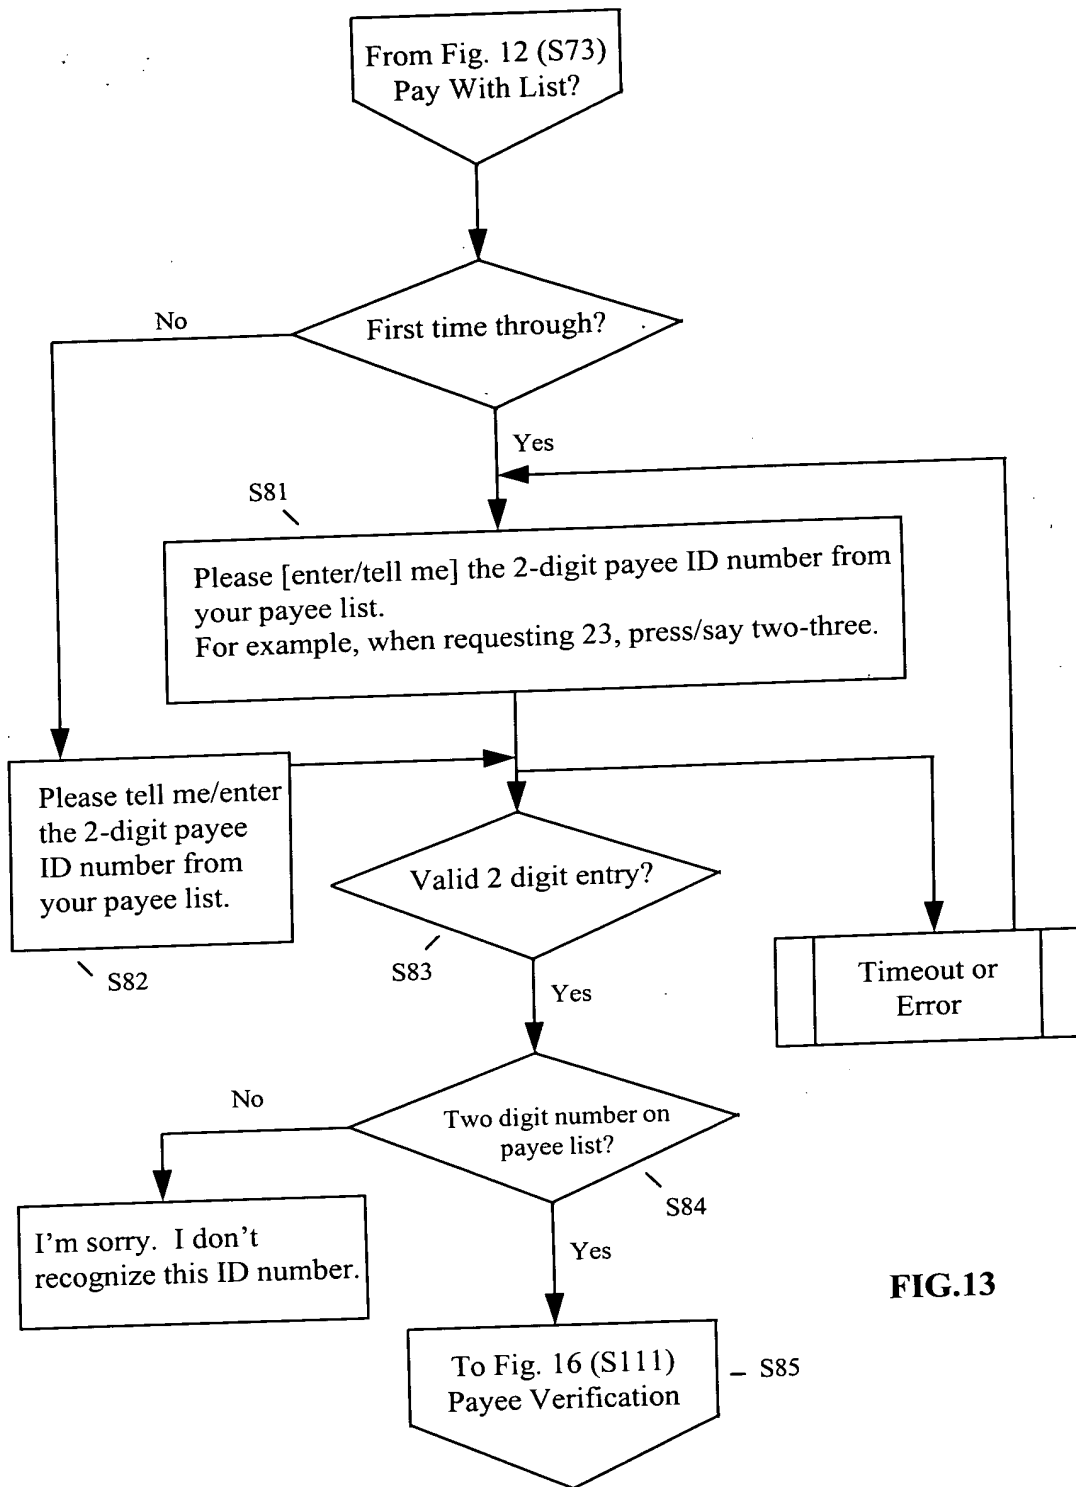 From Fig. 12 (S73)
Pay With List?
First time through?
No
Yes
S81
Please [enter/tell me] the 2-digit payee ID number from
your payee list.
For example, when requesting 23, press/say two-three.
Please tell me/enter
the 2-digit payee
ID number from
your payee list.
S82
Valid 2 digit entry?
S83
Yes
Timeout or
Error
Two digit number on
payee list?
No
S84
Yes
I'm sorry.  I don't
recognize this ID number.
FIG.13
To Fig. 16 (S111)
Payee Verification
S85